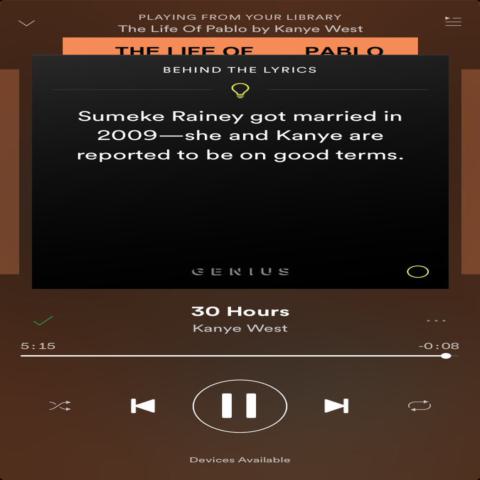 PLAYING FROM YOUR LIBRARY
The Life Of Pablo by Kanye West
THE LIFE OF PABLO
BEHIND THE LYRICS
Sumeke Rainey got married in
2009—she and Kanye are
reported to be on good terms.
GENIUS
30 Hours
Kanye West
5:15 -0:08
Devices Available